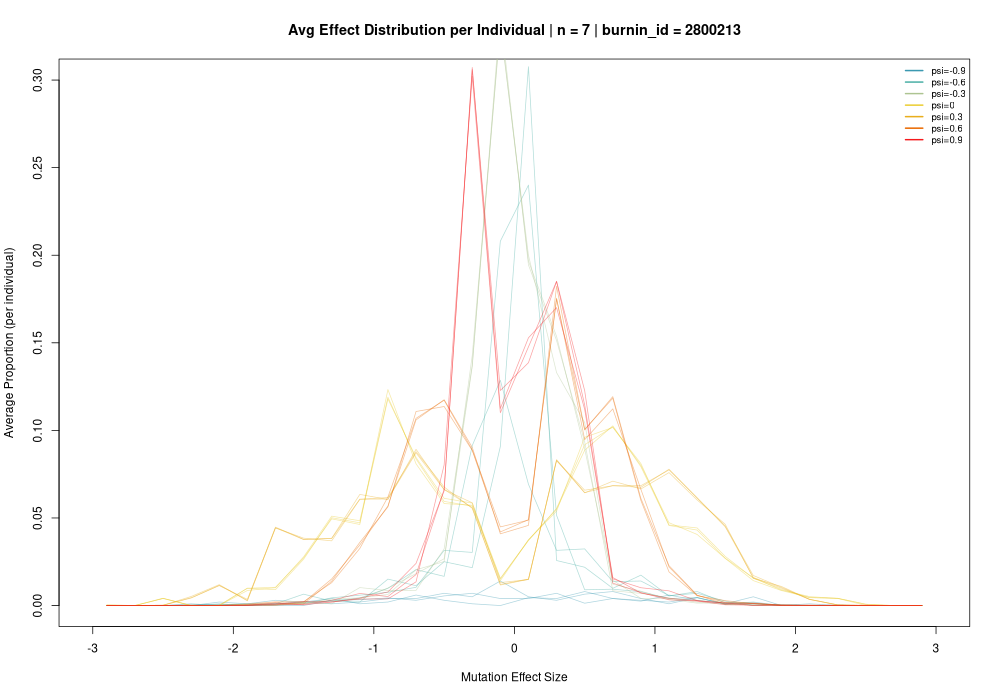 Avg Effect Distribution per Individual | n = 7 | burnin_id = 2800213
psi=-0.9
psi=-0.6
psi=-0.3
psi=0
psi=0.3
psi=0.6
psi=0.9
Average Proportion (per individual)
0.30
0.25
0.20
0.15
0.10
0.05
0.00
-3 -2 -1 0 1 2 3
Mutation Effect Size